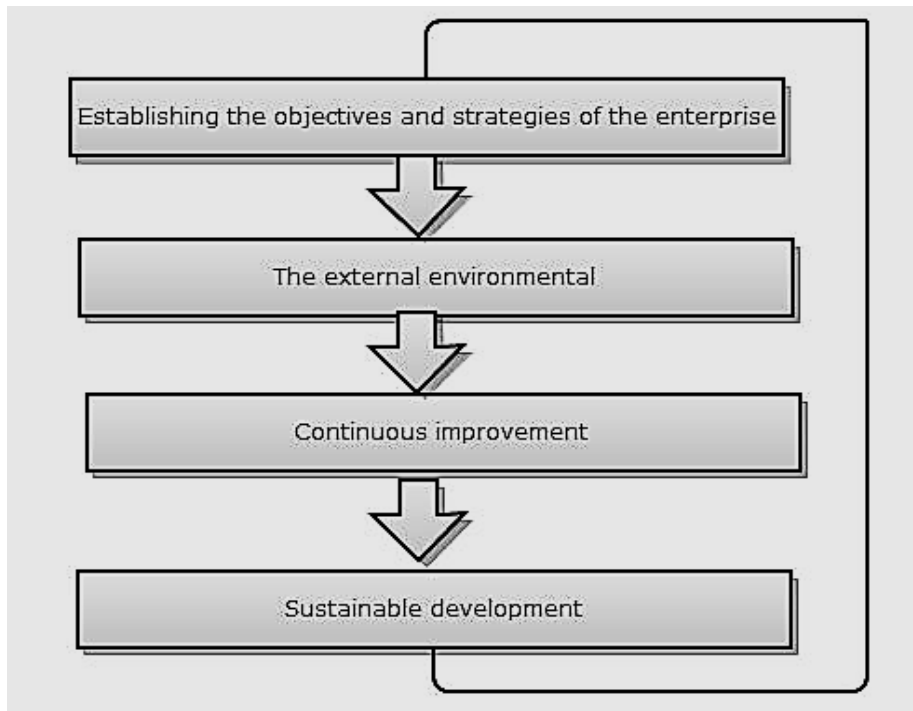 Establishing the objectives and strategies of the enterprise
The external environmental
Continuous improvement
Sustainable development